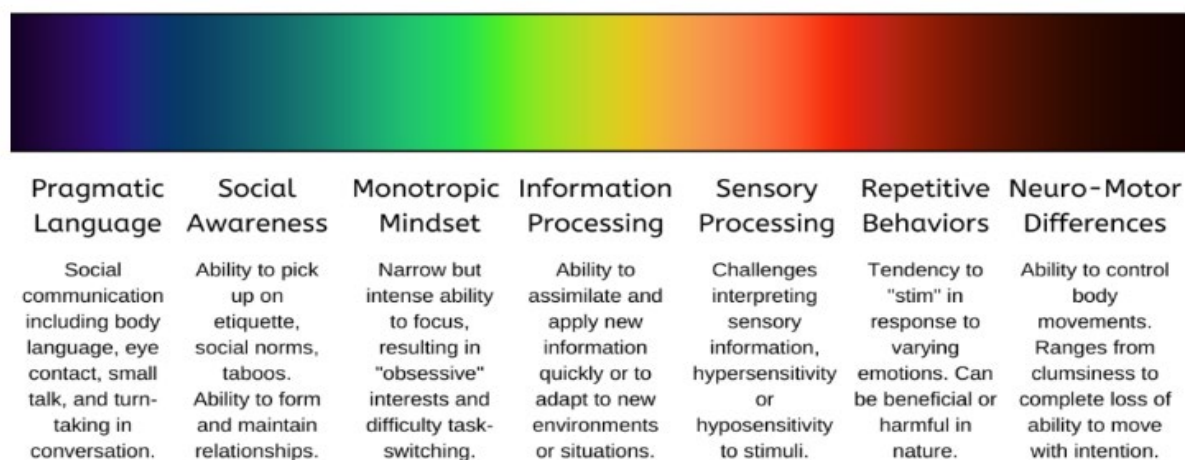 Pragmatic
Language
Social
communication
including body
language, eye
contact, small
talk, and turn-
taking in
conversation.
Social
Awareness
Ability to pick
up on
etiquette,
social norms,
taboos.
Ability to form
and maintain
relationships.
Monotropic
Mindset
Narrow but
intense ability
to focus,
resulting in
"obsessive"
interests and
difficulty task-
switching.
Information
Processing
Ability to
assimilate and
apply new
information
quickly or to
adapt to new
environments
or situations.
Sensory
Processing
Challenges
interpreting
sensory
information,
hypersensitivity
or
hyposensitivity
to stimuli.
Repetitive
Behaviors
Tendency to
"stim" in
response to
varying
emotions. Can
be beneficial or
harmful in
nature.
Neuro-Motor
Differences
Ability to control
body
movements.
Ranges from
clumsiness to
complete loss of
ability to move
with intention.